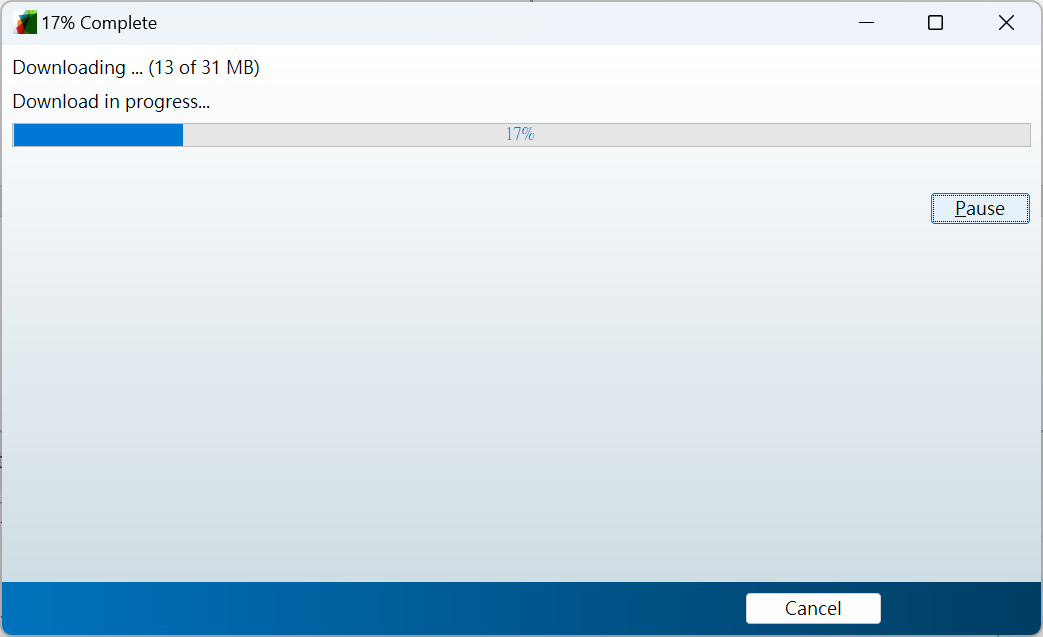 17% Complete
Downloading ... (13 of 31 MB)
Download in progress...
17%
Pause
Cancel